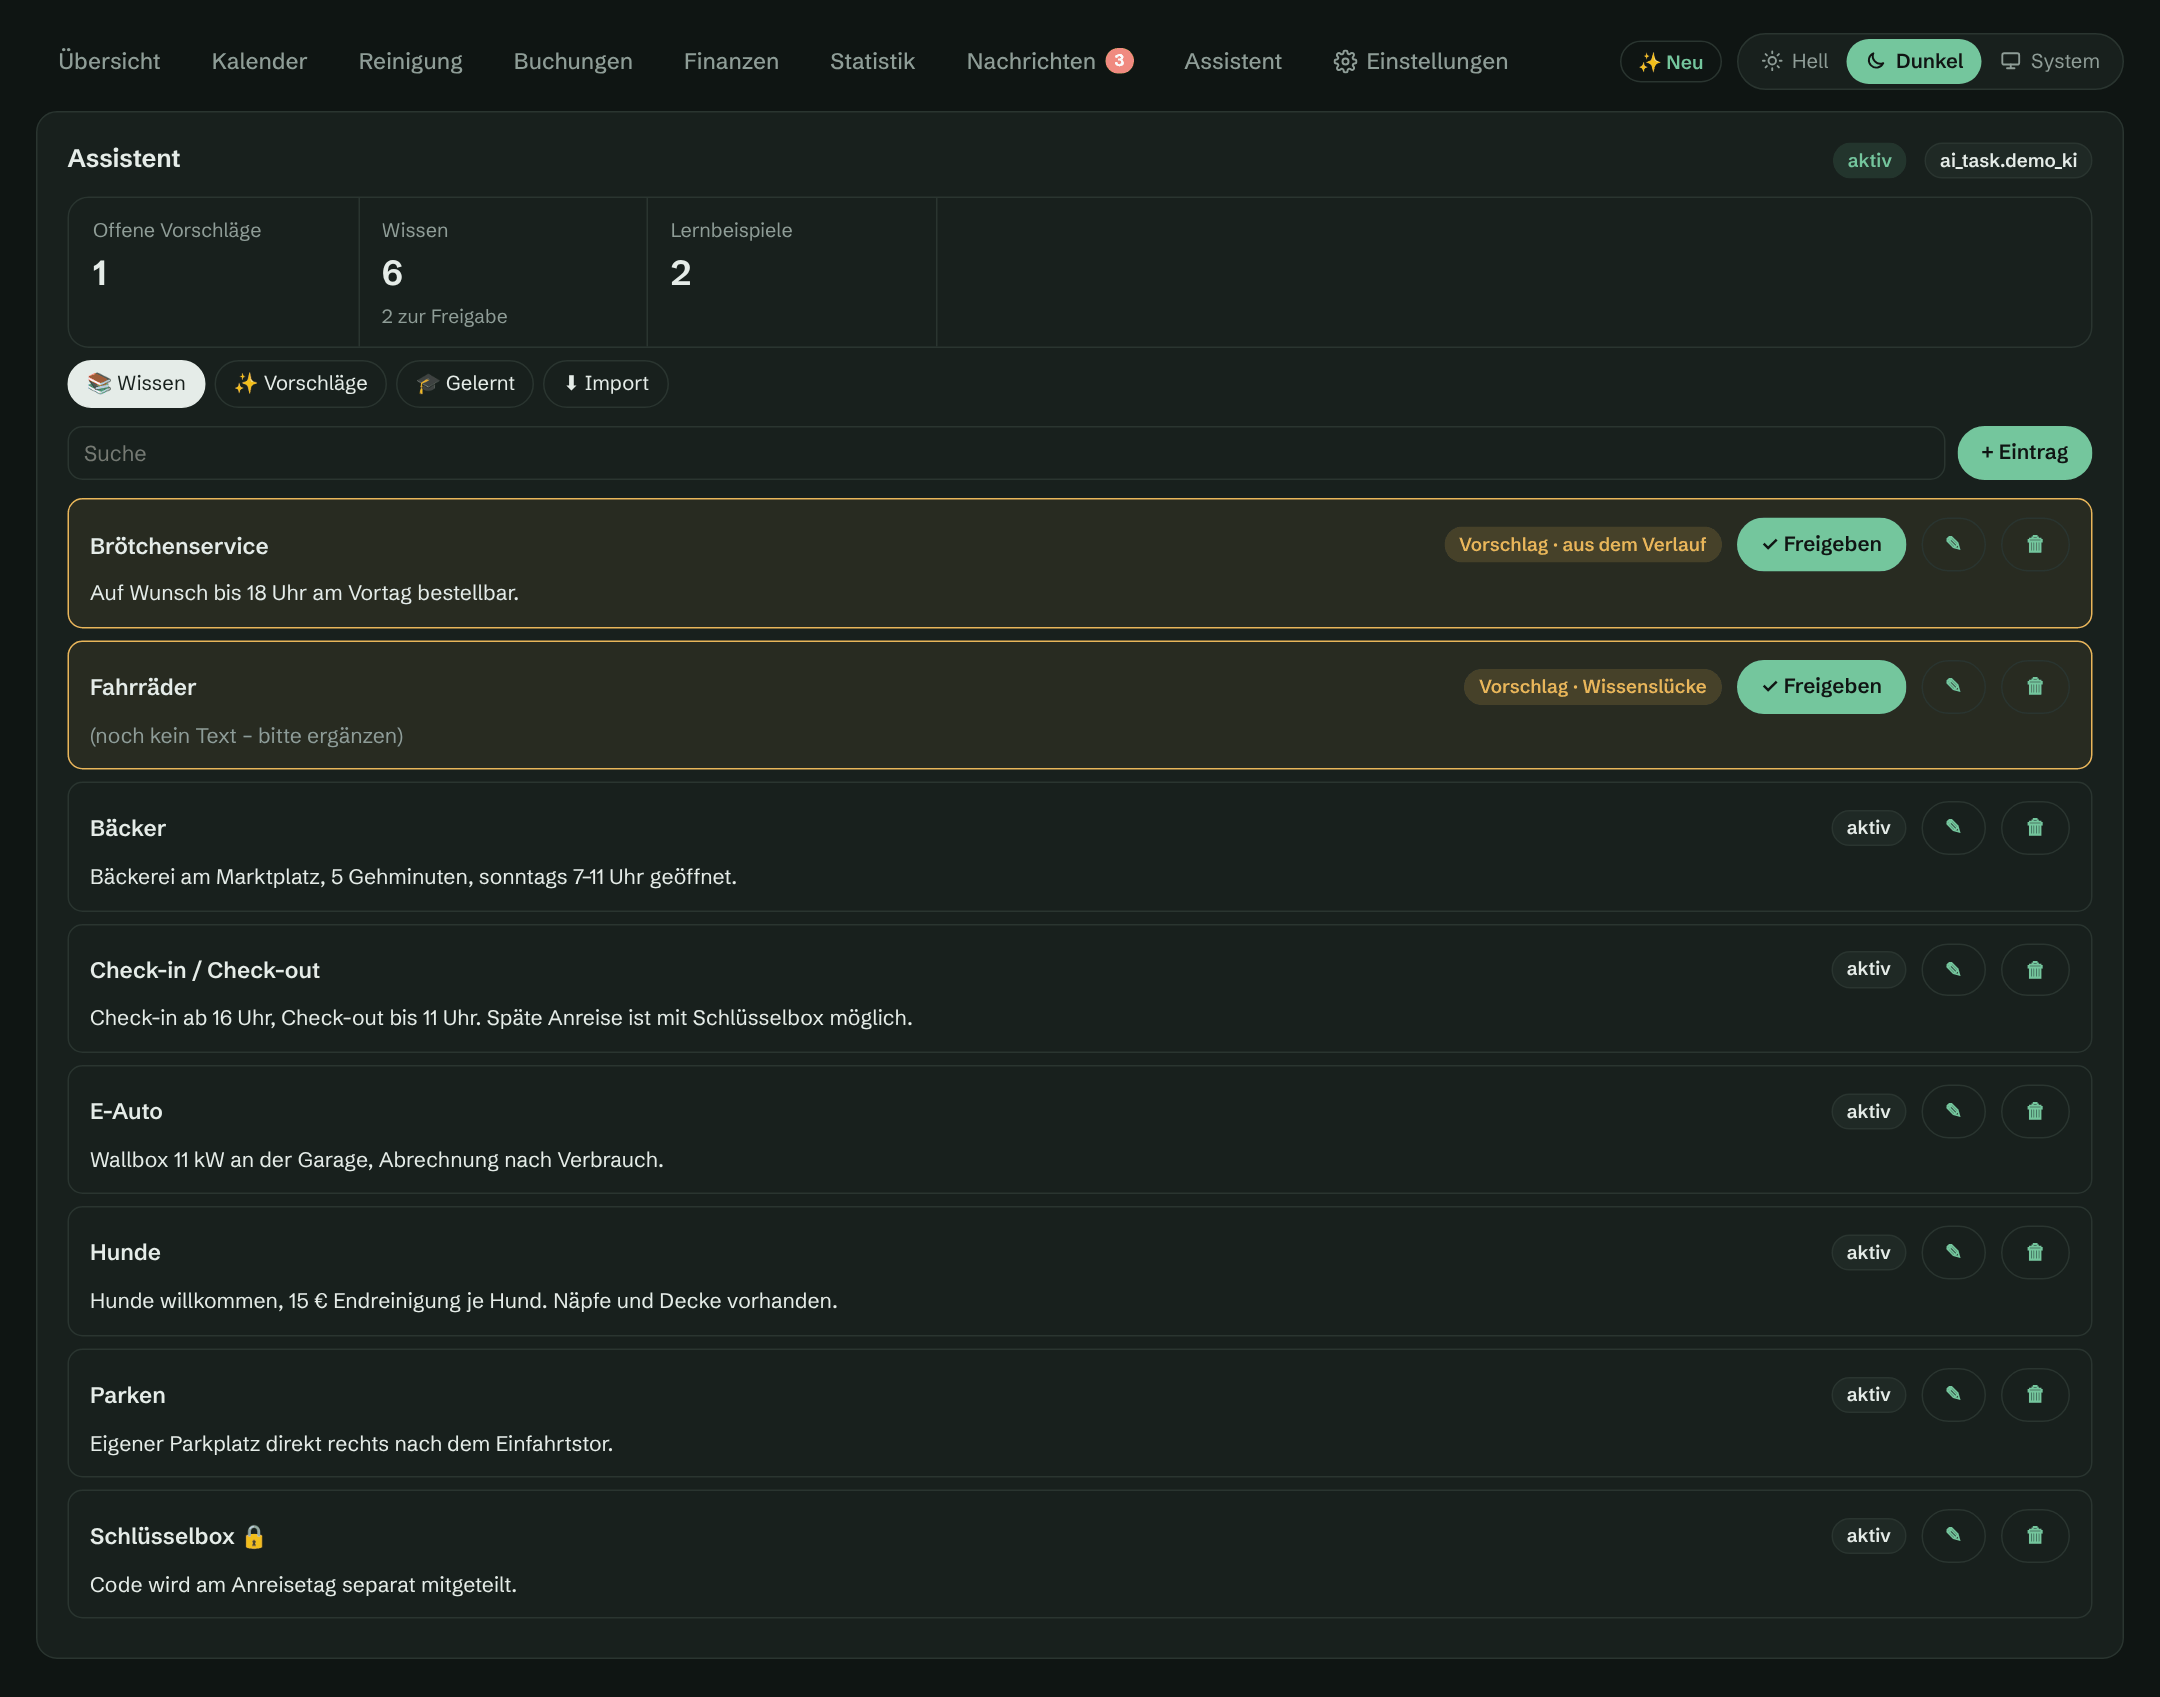 Übersicht Kalender Reinigung Buchungen Finanzen Statistik Nachrichten 3 Assistent Einstellungen ✨ Neu Hell Dunkel System
Assistent aktiv ai_task.demo_ki
Offene Vorschläge Wissen Lernbeispiele
1 6 2
2 zur Freigabe
📚 Wissen ✨ Vorschläge 🎓 Gelernt ⬇ Import
Suche + Eintrag
Brötchenservice Vorschlag · aus dem Verlauf ✓ Freigeben
Auf Wunsch bis 18 Uhr am Vortag bestellbar.
Fahrräder Vorschlag · Wissenslücke ✓ Freigeben
(noch kein Text – bitte ergänzen)
Bäcker aktiv
Bäckerei am Marktplatz, 5 Gehminuten, sonntags 7–11 Uhr geöffnet.
Check-in / Check-out aktiv
Check-in ab 16 Uhr, Check-out bis 11 Uhr. Späte Anreise ist mit Schlüsselbox möglich.
E-Auto aktiv
Wallbox 11 kW an der Garage, Abrechnung nach Verbrauch.
Hunde aktiv
Hunde willkommen, 15 € Endreinigung je Hund. Näpfe und Decke vorhanden.
Parken aktiv
Eigener Parkplatz direkt rechts nach dem Einfahrtstor.
Schlüsselbox 🔒 aktiv
Code wird am Anreisetag separat mitgeteilt.